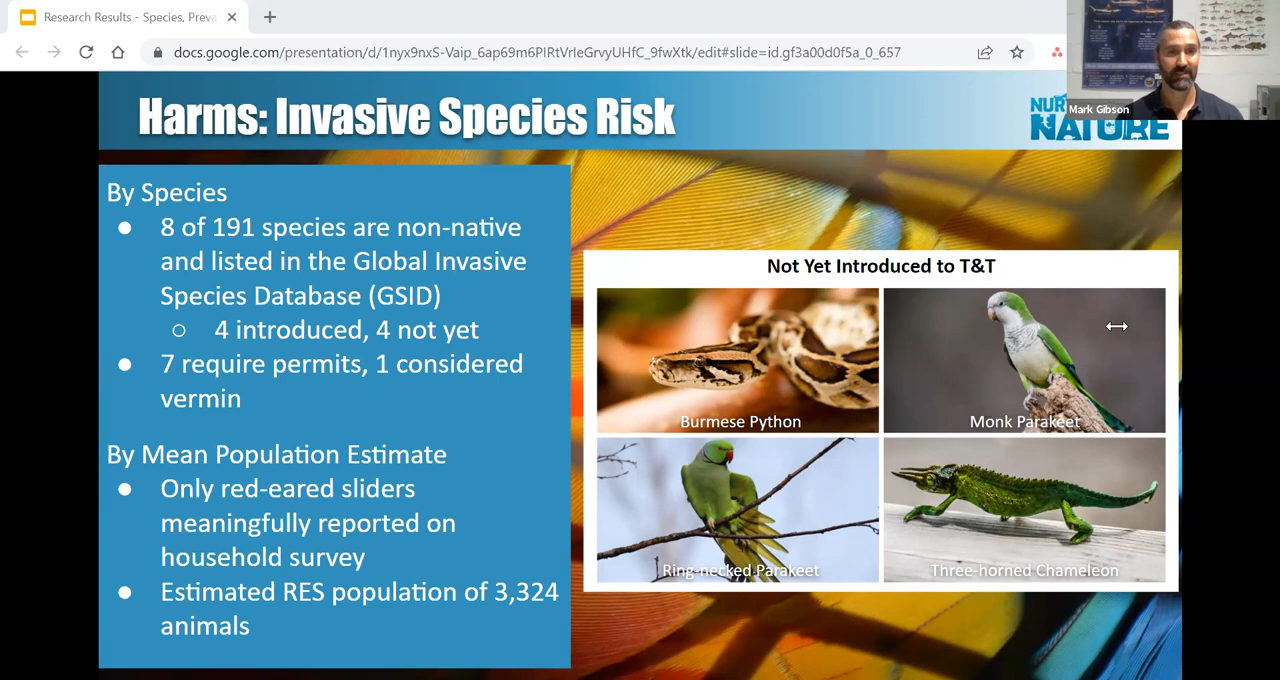 Research Results - Species, Preva
docs.google.com/presentation/d/1nyx9nxS-Vaip_6ap69m6PIRtVrIeGrvyUHfC_9fwXtk/edit#slide=id.gf3a00d0f5a_0_657
Mark Gibson
Harms: Invasive Species Risk
NUR
NATURE
By Species
● 8 of 191 species are non-native
and listed in the Global Invasive
Species Database (GSID)
○ 4 introduced, 4 not yet
● 7 require permits, 1 considered
vermin
By Mean Population Estimate
● Only red-eared sliders
meaningfully reported on
household survey
● Estimated RES population of 3,324
animals
Not Yet Introduced to T&T
Burmese Python
Monk Parakeet
Ring-necked Parakeet
Three-horned Chameleon